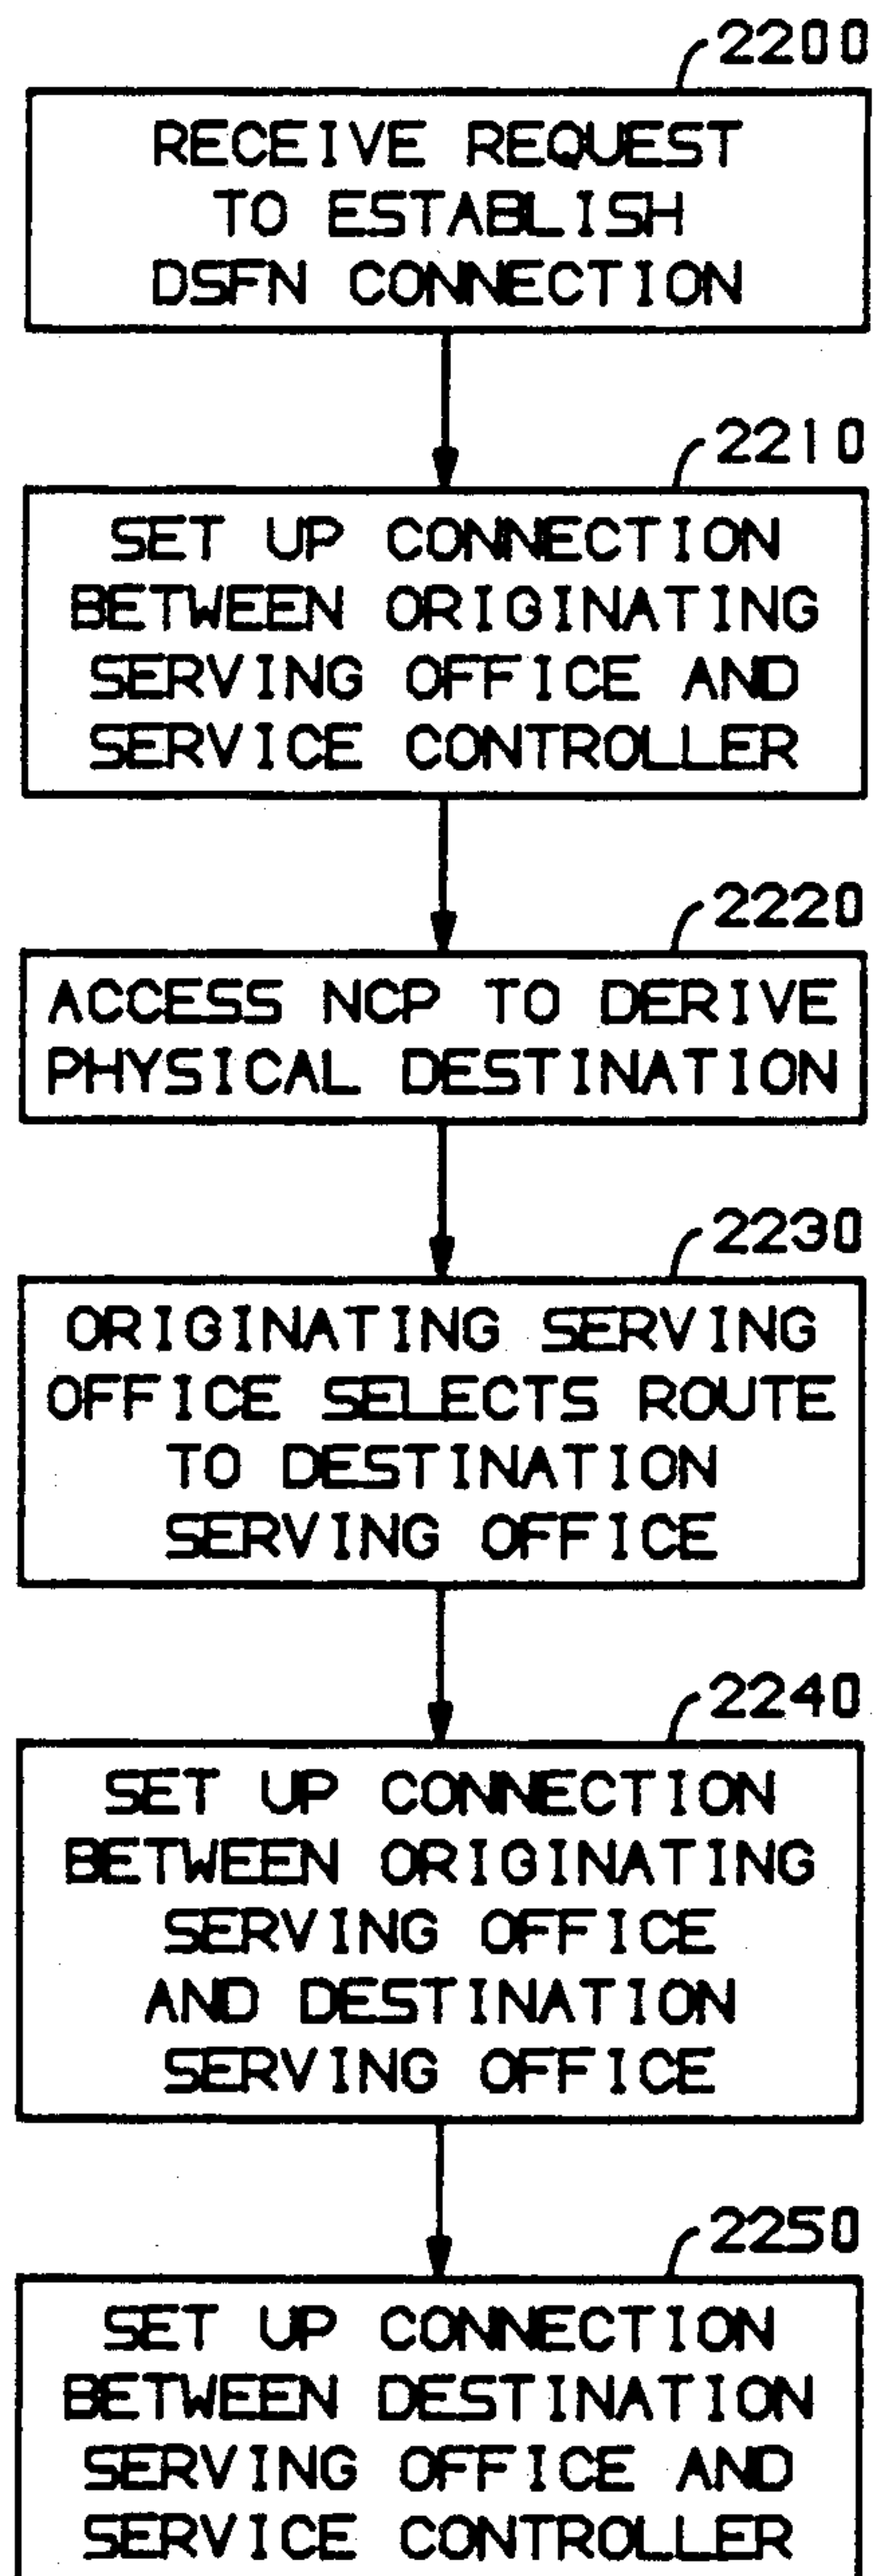 2200
RECEIVE REQUEST
TO ESTABLISH
DSFN CONNECTION
2210
SET UP CONNECTION
BETWEEN ORIGINATING
SERVING OFFICE AND
SERVICE CONTROLLER
2220
ACCESS NCP TO DERIVE
PHYSICAL DESTINATION
2230
ORIGINATING SERVING
OFFICE SELECTS ROUTE
TO DESTINATION
SERVING OFFICE
2240
SET UP CONNECTION
BETWEEN ORIGINATING
SERVING OFFICE
AND DESTINATION
SERVING OFFICE
2250
SET UP CONNECTION
BETWEEN DESTINATION
SERVING OFFICE AND
SERVICE CONTROLLER